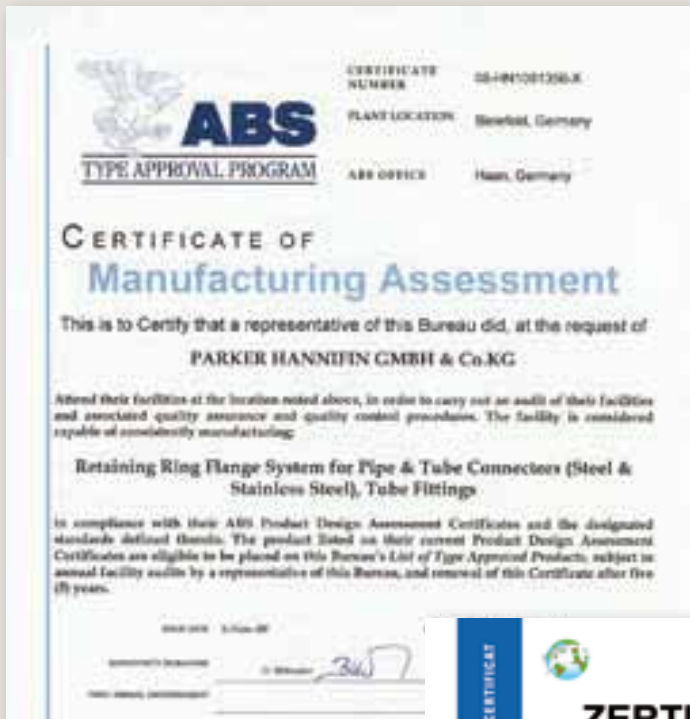 ABS
TYPE APPROVAL PROGRAM
CERTIFICATE NUMBER
PLANT LOCATION Bielefeld, Germany
ABS OFFICE Haan, Germany
CERTIFICATE OF
Manufacturing Assessment
This is to Certify that a representative of this Bureau did, at the request of
PARKER HANNIFIN GMBH & Co.KG
Attend their facilities at the location noted above, in order to carry out an audit of their facilities
and associated quality assurance and quality control procedures. The facility is considered
capable of consistently manufacturing:
Retaining Ring Flange System for Pipe & Tube Connectors (Steel &
Stainless Steel), Tube Fittings
in compliance with their ABS Product Design Assessment Certificates and the designated
standards defined therein. The product listed on their current Product Design Assessment
Certificates are eligible to be placed on this Bureau's List of Type Approved Products, subject to
annual facility audits by a representative of this Bureau, and renewal of this Certificate after five
(5) years.
CERTIFICAT